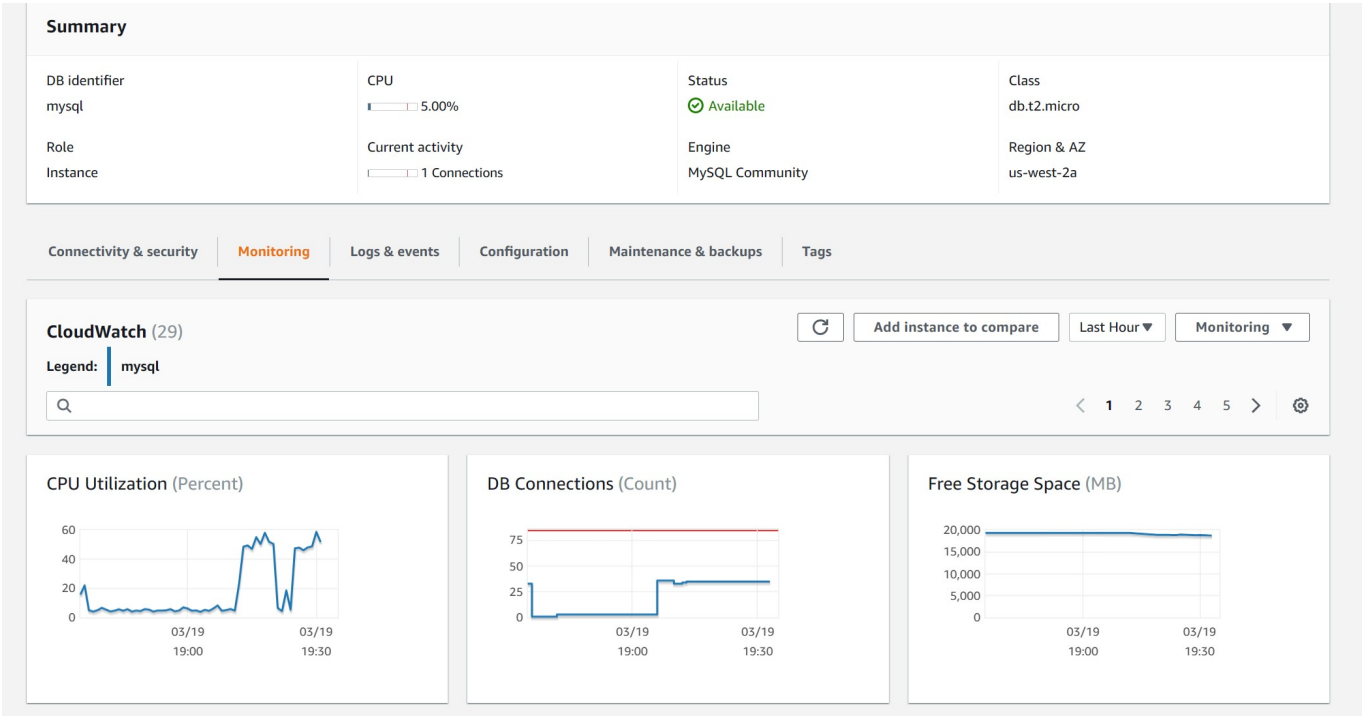 Summary
DB identifier
mysql
CPU
5.00%
Status
Available
Class
db.t2.micro
Role
Instance
Current activity
1 Connections
Engine
MySQL Community
Region & AZ
us-west-2a
Connectivity & security
Monitoring
Logs & events
Configuration
Maintenance & backups
Tags
CloudWatch (29)
Add instance to compare
Last Hour
Monitoring
Legend: mysql
1 2 3 4 5
CPU Utilization (Percent)
60
40
20
0
03/19
19:00
03/19
19:30
DB Connections (Count)
75
50
25
0
03/19
19:00
03/19
19:30
Free Storage Space (MB)
20,000
15,000
10,000
5,000
0
03/19
19:00
03/19
19:30